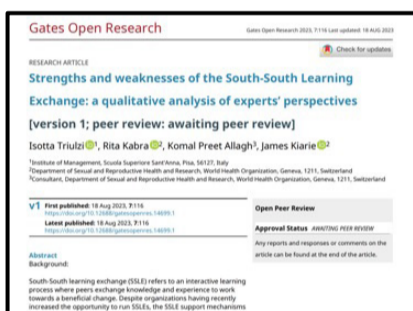 Gates Open Research
Gates Open Research 2023, 7:116 Last updated: 18 AUG 2023
Check for updates
RESEARCH ARTICLE
Strengths and weaknesses of the South-South Learning
Exchange: a qualitative analysis of experts' perspectives
[version 1; peer review: awaiting peer review]
Isotta Triulzi iD1, Rita Kabra iD2, Komal Preet Allagh3, James Kiarie iD2
1Institute of Management, Scuola Superiore Sant'Anna, Pisa, 56127, Italy
2Department of Sexual and Reproductive Health and Research, World Health Organization, Geneva, 1211, Switzerland
3Consultant, Department of Sexual and Reproductive Health and Research, World Health Organization, Geneva, 1211, Switzerland
v1 First published: 18 Aug 2023, 7:116
https://doi.org/10.12688/gatesopenres.14699.1
Latest published: 18 Aug 2023, 7:116
https://doi.org/10.12688/gatesopenres.14699.1
Open Peer Review
Approval Status AWAITING PEER REVIEW
Any reports and responses or comments on the
article can be found at the end of the article.
Abstract
Background:
South-South learning exchange (SSLE) refers to an interactive learning
process where peers exchange knowledge and experience to work
towards a beneficial change. Despite organizations having recently
increased the opportunity to run SSLEs, the SSLE support mechanisms